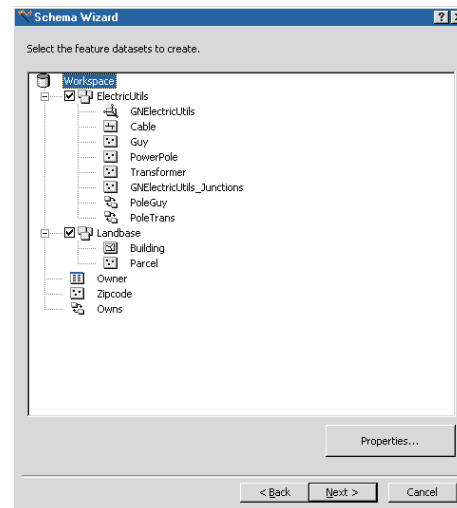 Schema Wizard
Select the feature datasets to create.
Workspace
ElectricUtils
GNElectricUtils
Cable
Guy
PowerPole
Transformer
GNElectricUtils_Junctions
PoleGuy
PoleTrans
Landbase
Building
Parcel
Owner
Zipcode
Owns
Properties...
< Back Next > Cancel